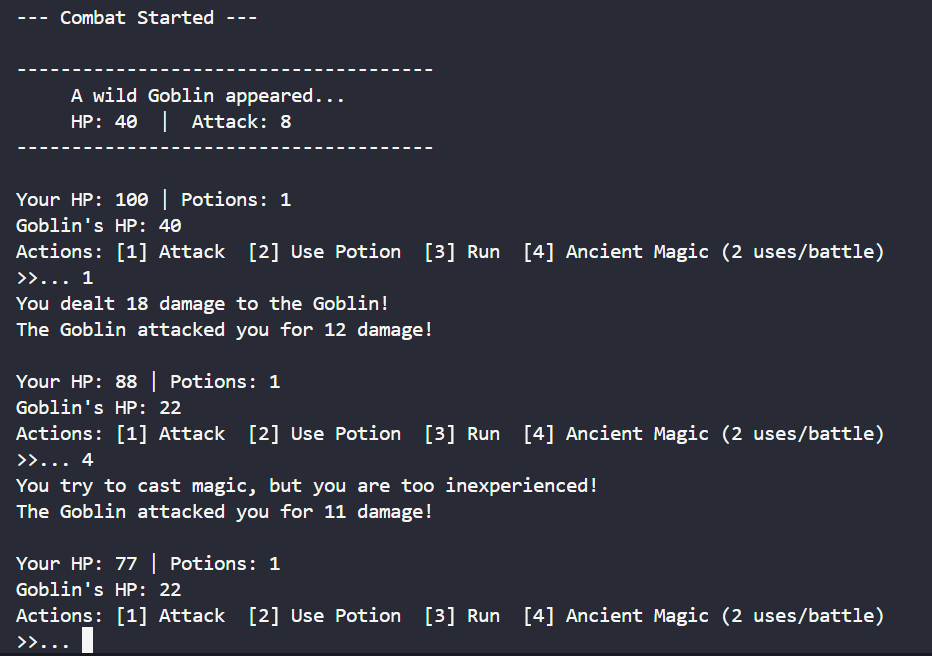 --- Combat Started ---
--------------------------------------
A wild Goblin appeared...
HP: 40 | Attack: 8
--------------------------------------
Your HP: 100 | Potions: 1
Goblin's HP: 40
Actions: [1] Attack [2] Use Potion [3] Run [4] Ancient Magic (2 uses/battle)
>>... 1
You dealt 18 damage to the Goblin!
The Goblin attacked you for 12 damage!
Your HP: 88 | Potions: 1
Goblin's HP: 22
Actions: [1] Attack [2] Use Potion [3] Run [4] Ancient Magic (2 uses/battle)
>>... 4
You try to cast magic, but you are too inexperienced!
The Goblin attacked you for 11 damage!
Your HP: 77 | Potions: 1
Goblin's HP: 22
Actions: [1] Attack [2] Use Potion [3] Run [4] Ancient Magic (2 uses/battle)
>>...